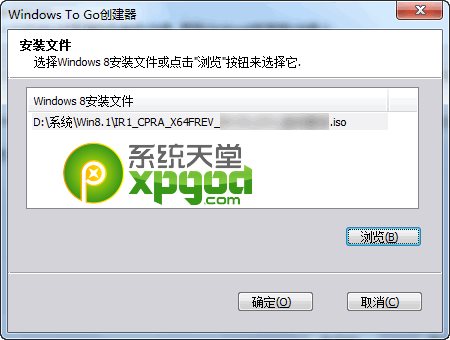 Windows To Go创建器
安装文件
选择Windows 8安装文件或点击"浏览"按钮来选择它.
Windows 8安装文件
D:\系统\Win8.1\IR1_CPRA_X64FREV_ .iso
系统天堂
xpgod
.com
浏览(B)
确定(O)
取消(C)